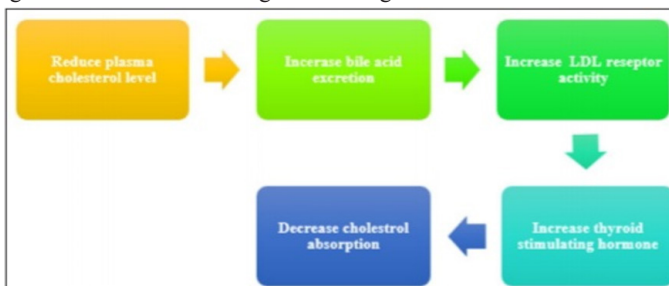 Reduce plasma
cholesterol level
Incerase bile acid
excretion
Increase LDL reseptor
activity
Decrease cholestrol
absorption
Increase thyroid
stimulating hormone